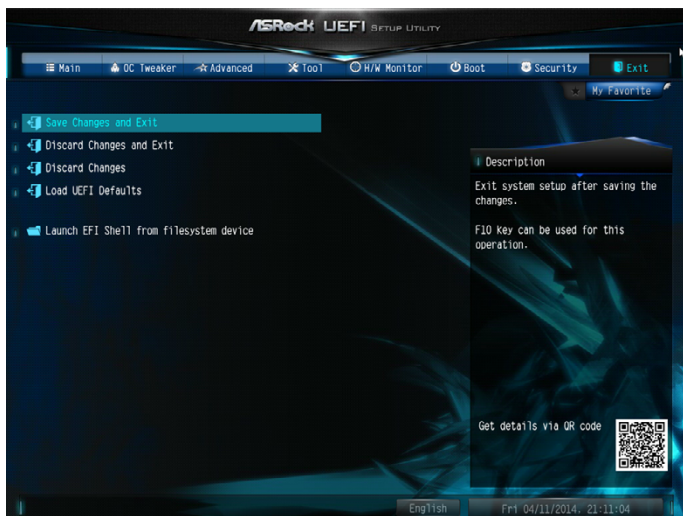 ASRock UEFI SETUP UTILITY
Main OC Tweaker Advanced Tool H/W Monitor Boot Security Exit
My Favorite
Save Changes and Exit
Discard Changes and Exit
Discard Changes
Load UEFI Defaults
Launch EFI Shell from filesystem device
Description
Exit system setup after saving the
changes.
F10 key can be used for this
operation.
Get details via QR code
English
Fri 04/11/2014, 21:11:04